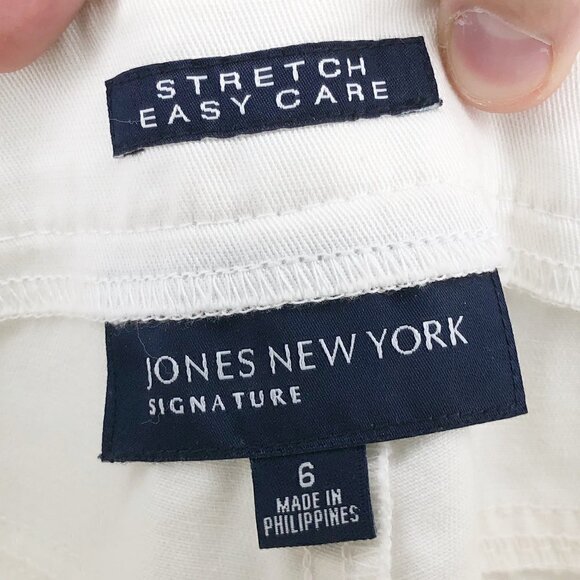 STRETCH
EASY CARE
JONES NEW YORK
SIGNATURE
6
MADE IN
PHILIPPINES